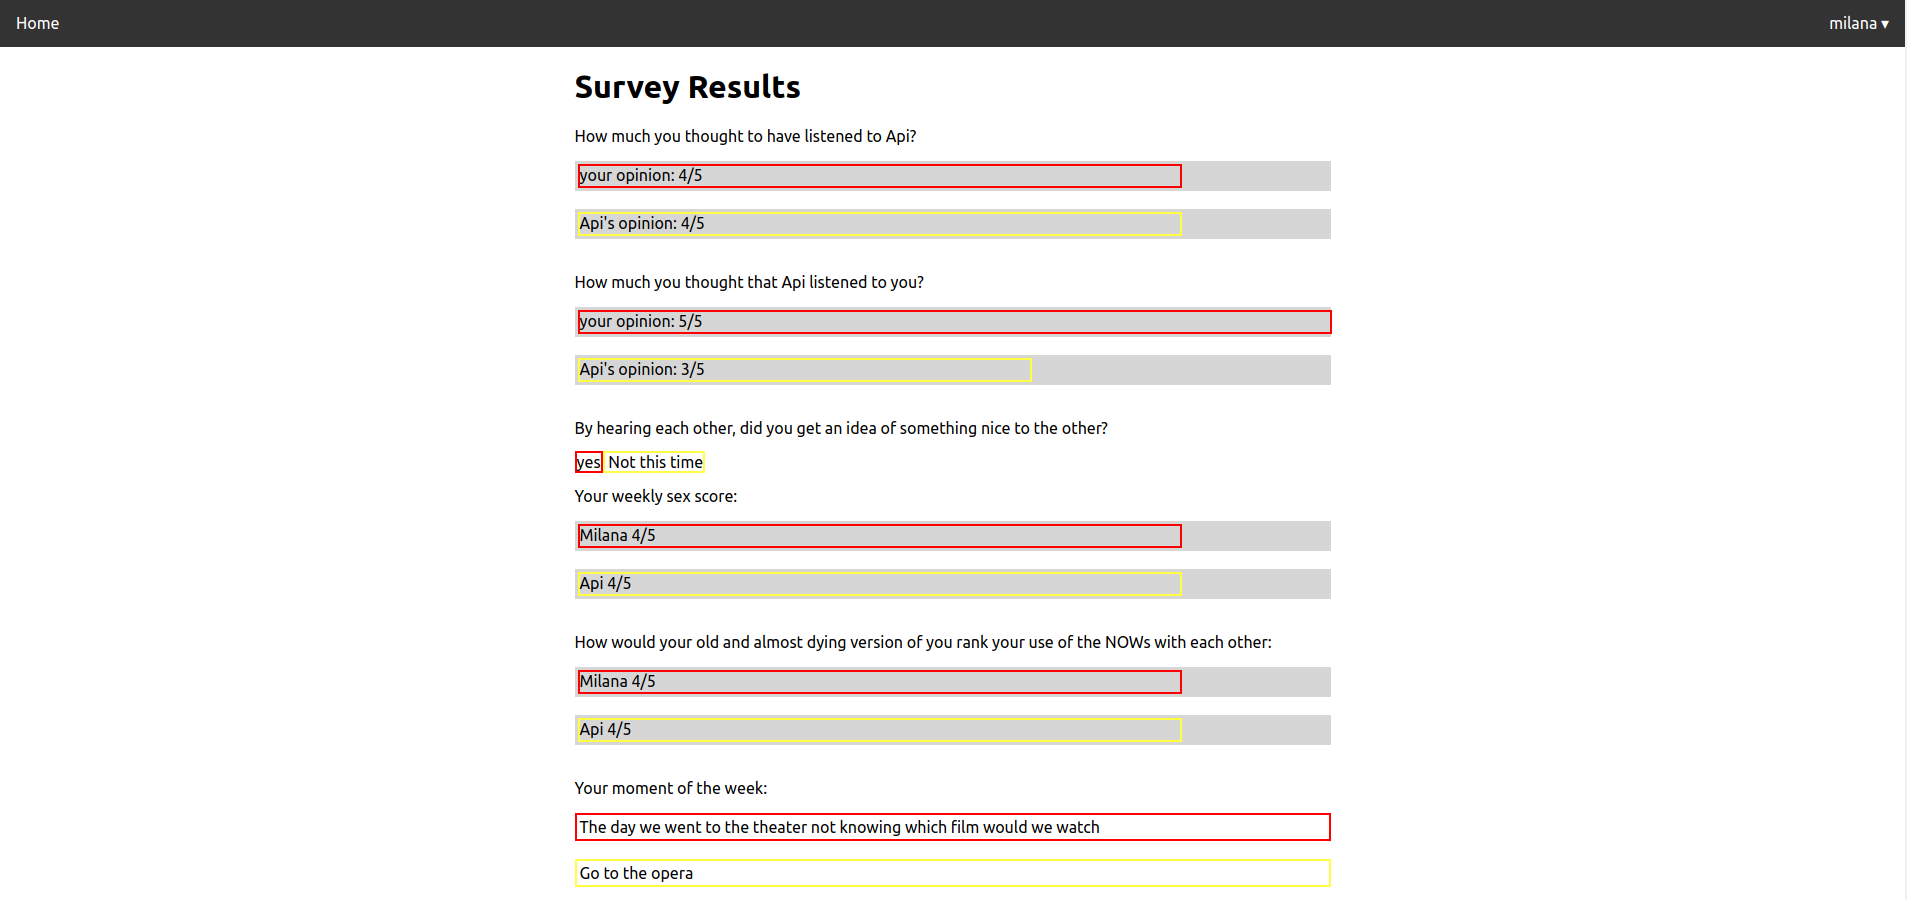 Home
milana ▾
Survey Results
How much you thought to have listened to Api?
your opinion: 4/5
Api's opinion: 4/5
How much you thought that Api listened to you?
your opinion: 5/5
Api's opinion: 3/5
By hearing each other, did you get an idea of something nice to the other?
yes Not this time
Your weekly sex score:
Milana 4/5
Api 4/5
How would your old and almost dying version of you rank your use of the NOWs with each other:
Milana 4/5
Api 4/5
Your moment of the week:
The day we went to the theater not knowing which film would we watch
Go to the opera